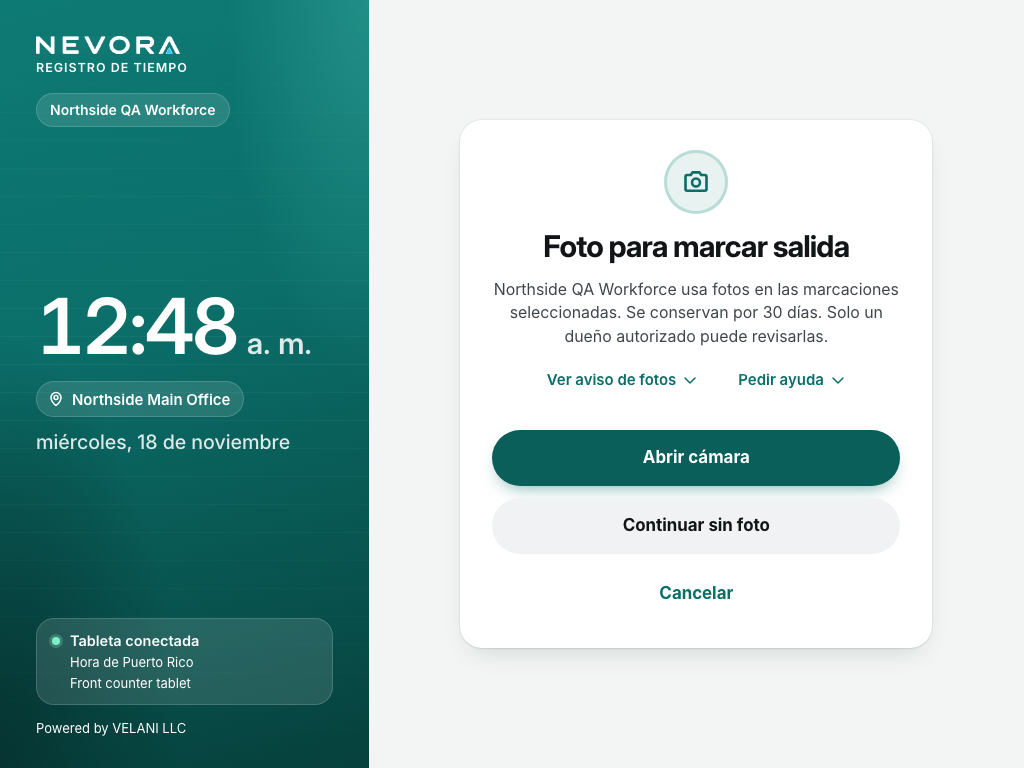 NEVORA
REGISTRO DE TIEMPO
Northside QA Workforce
12:48 a. m.
Northside Main Office
miércoles, 18 de noviembre
Tableta conectada
Hora de Puerto Rico
Front counter tablet
Powered by VELANI LLC
Foto para marcar salida
Northside QA Workforce usa fotos en las marcaciones
seleccionadas. Se conservan por 30 días. Solo un
dueño autorizado puede revisarlas.
Ver aviso de fotos
Pedir ayuda
Abrir cámara
Continuar sin foto
Cancelar